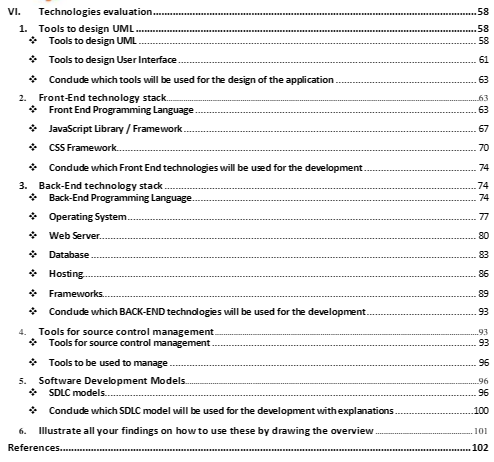 VI. Technologies evaluation 58
1. Tools to design UML 58
❖ Tools to design UML 58
❖ Tools to design User Interface 61
❖ Conclude which tools will be used for the design of the application 63
2. Front-End technology stack 63
❖ Front End Programming Language 63
❖ JavaScript Library / Framework 67
❖ CSS Framework 70
❖ Conclude which Front End technologies will be used for the development 74
3. Back-End technology stack 74
❖ Back-End Programming Language 74
❖ Operating System 77
❖ Web Server 80
❖ Database 83
❖ Hosting 86
❖ Frameworks 89
❖ Conclude which BACK-END technologies will be used for the development 93
4. Tools for source control management 93
❖ Tools for source control management 93
❖ Tools to be used to manage 96
5. Software Development Models 96
❖ SDLC models 96
❖ Conclude which SDLC model will be used for the development with explanations 100
6. Illustrate all your findings on how to use these by drawing the overview 101
References 102